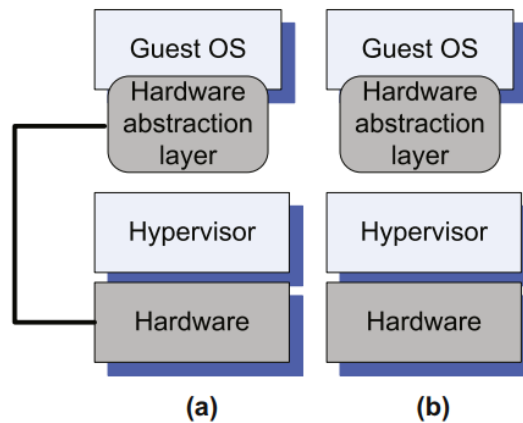 Guest OS
Hardware
abstraction
layer
Hypervisor
Hardware
(a)
Guest OS
Hardware
abstraction
layer
Hypervisor
Hardware
(b)